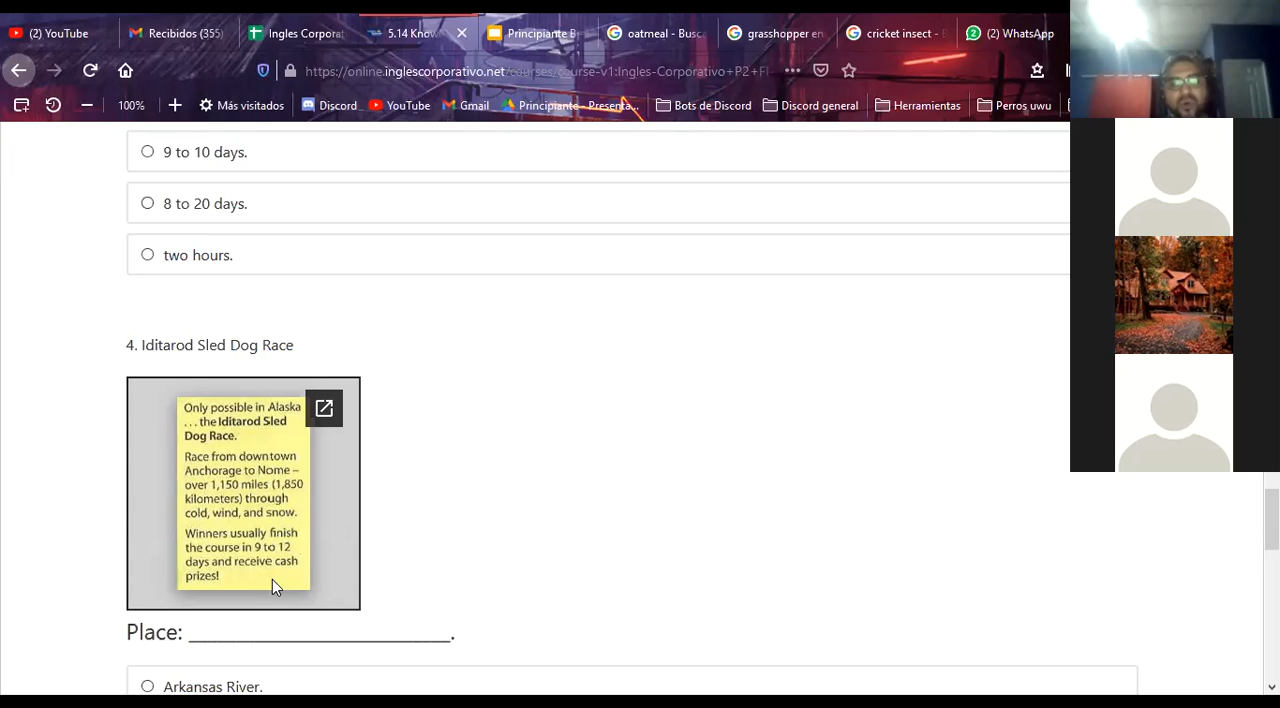 (2) YouTube
Recibidos (355)
Ingles Corporat
5.14 Know
Principiante B
oatmeal - Busca
grasshopper en
cricket insect - B
(2) WhatsApp
https://online.inglescorporativo.net/courses/course-v1:Ingles-Corporativo+P2+Fl
100%
Más visitados
Discord
YouTube
Gmail
Principiante - Presenta...
Bots de Discord
Discord general
Herramientas
Perros uwu
9 to 10 days.
8 to 20 days.
two hours.
4. Iditarod Sled Dog Race
Only possible in Alaska
... the Iditarod Sled
Dog Race.
Race from downtown
Anchorage to Nome –
over 1,150 miles (1,850
kilometers) through
cold, wind, and snow.
Winners usually finish
the course in 9 to 12
days and receive cash
prizes!
Place: ________________________.
Arkansas River.